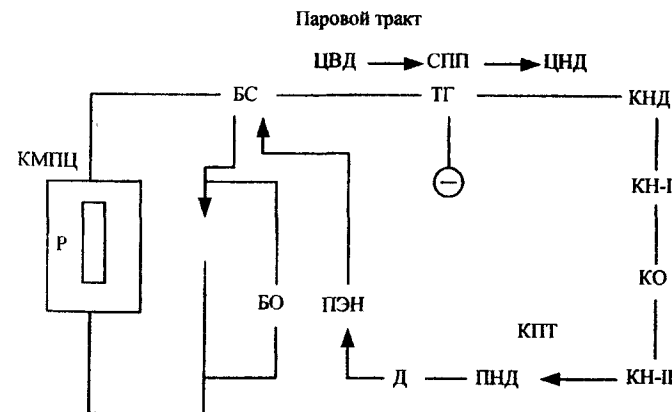 Паровой тракт
ЦВД СПП ЦНД
БС ТГ КНД
КМПЦ
КН-I
Р
КО
БО ПЭН
КПТ
Д ПНД КН-II